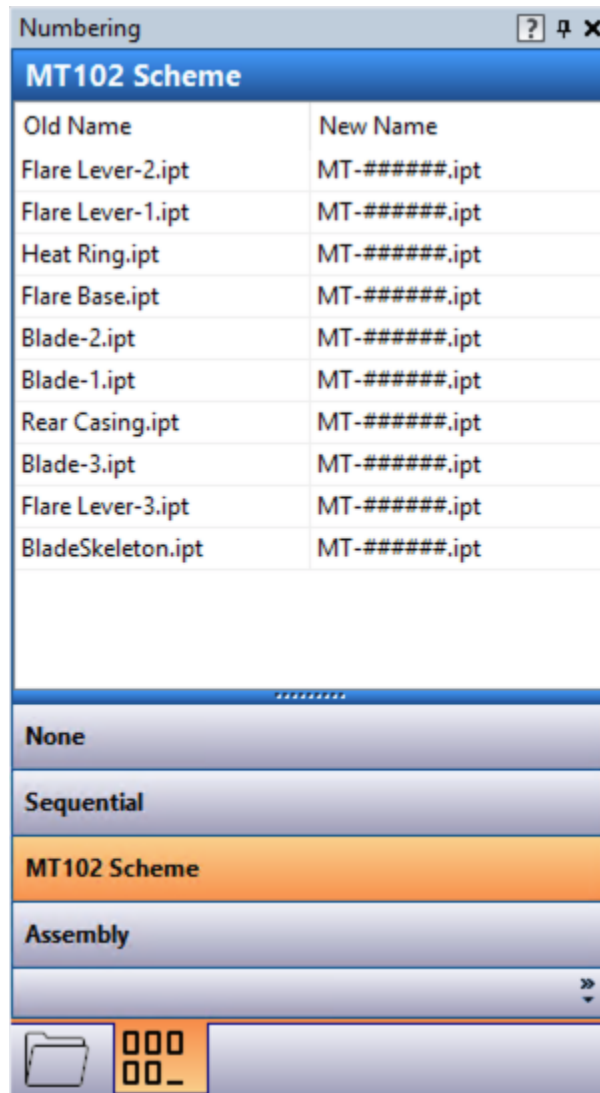 Numbering
MT102 Scheme
Old Name New Name
Flare Lever-2.ipt MT-######.ipt
Flare Lever-1.ipt MT-######.ipt
Heat Ring.ipt MT-######.ipt
Flare Base.ipt MT-######.ipt
Blade-2.ipt MT-######.ipt
Blade-1.ipt MT-######.ipt
Rear Casing.ipt MT-######.ipt
Blade-3.ipt MT-######.ipt
Flare Lever-3.ipt MT-######.ipt
BladeSkeleton.ipt MT-######.ipt
None
Sequential
MT102 Scheme
Assembly